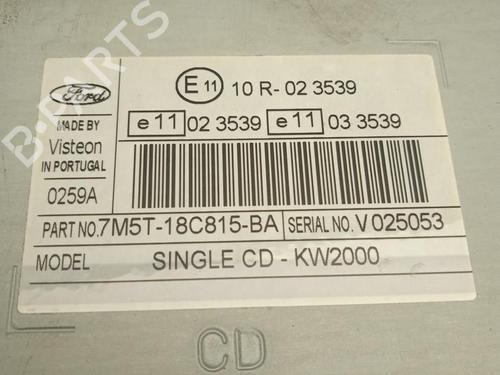 Ford
E 11 10 R- 02 3539
MADE BY
Visteon
IN PORTUGAL
e 11 02 3539 e 11 03 3539
0259A
PART NO. 7M5T-18C815-BA SERIAL NO. V 025053
MODEL SINGLE CD - KW2000
CD
B-PARTS